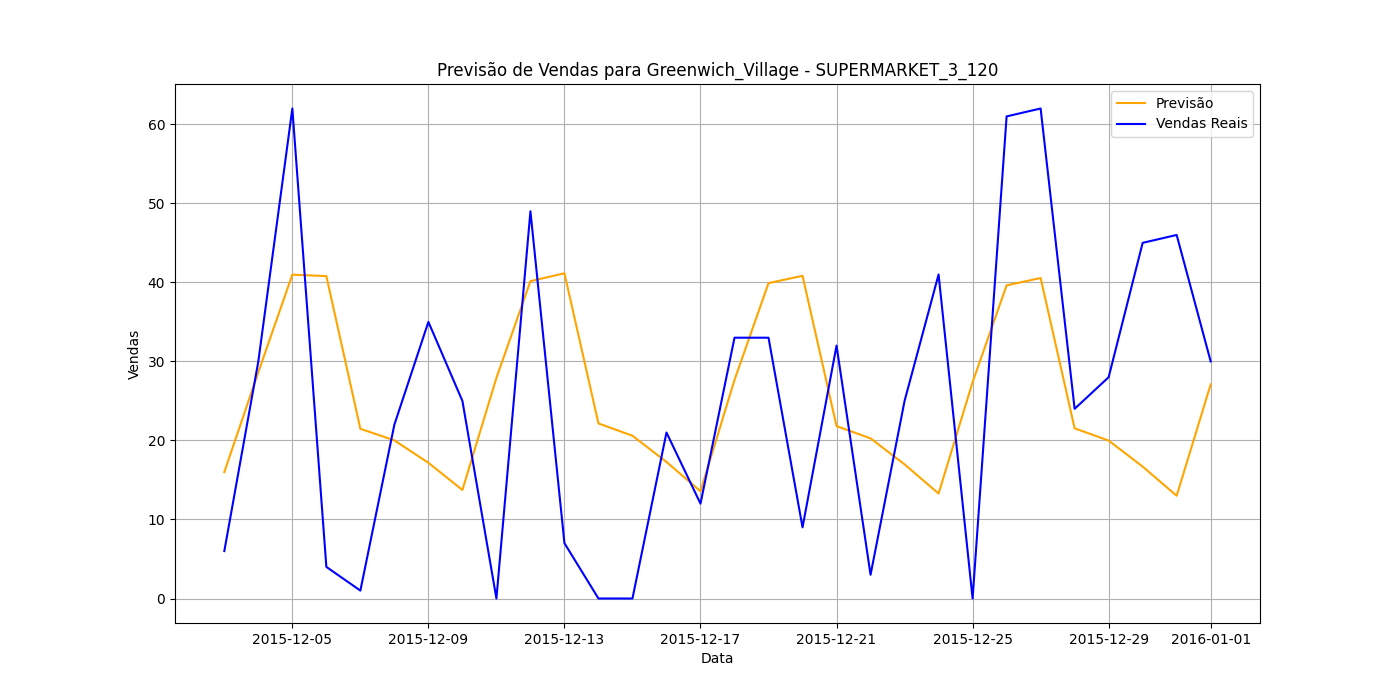 Previsão de Vendas para Greenwich_Village - SUPERMARKET_3_120
Previsão
Vendas Reais
Vendas
60
50
40
30
20
10
0
2015-12-05 2015-12-09 2015-12-13 2015-12-17 2015-12-21 2015-12-25 2015-12-29 2016-01-01
Data